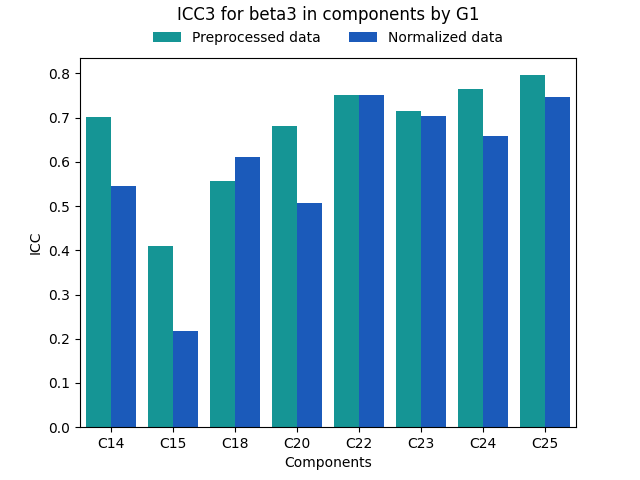 ICC3 for beta3 in components by G1
Preprocessed data
Normalized data
0.8
0.7
0.6
0.5
0.4
0.3
0.2
0.1
0.0
ICC
C14 C15 C18 C20 C22 C23 C24 C25
Components